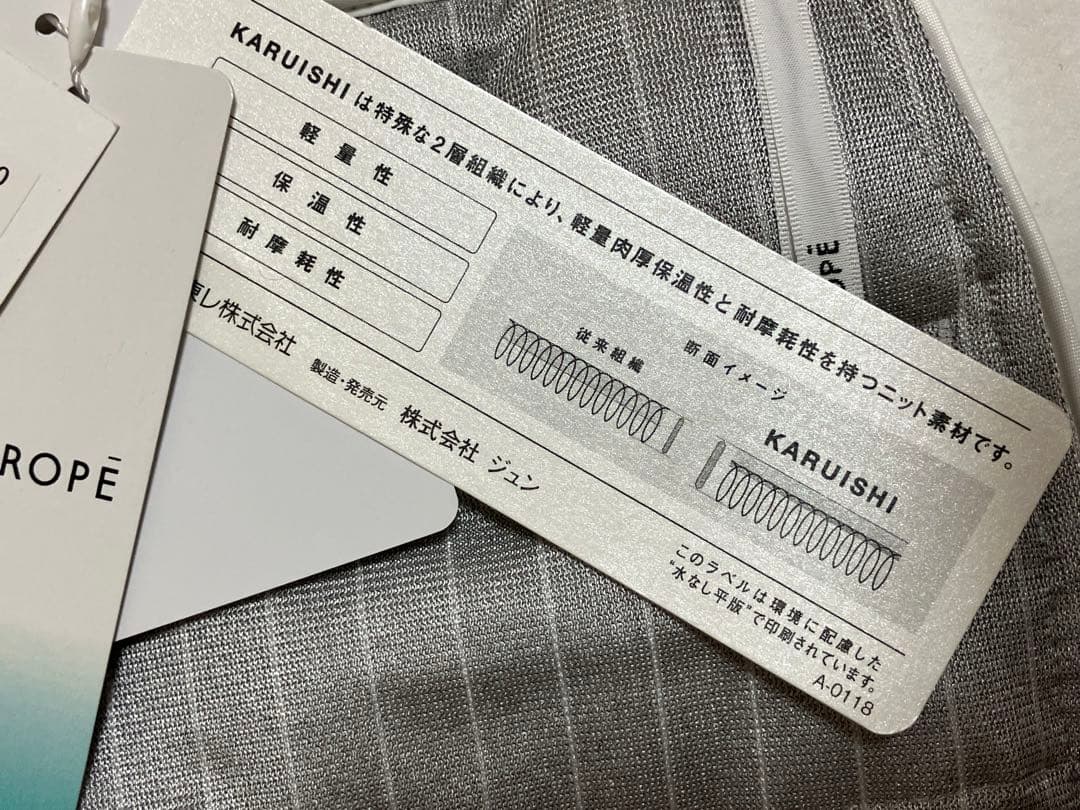 KARUISHIは特殊な2層組織により、軽量肉厚保温性と耐摩耗性を持つニット素材です。
軽量性
保温性
耐摩耗性
断面イメージ
従来組織
KARUISHI
東レ株式会社
製造・発売元 株式会社 ジュン
このラベルは環境に配慮した
"水なし平版"で印刷されています。
A-0118
ROPÉ
OPÉ
0